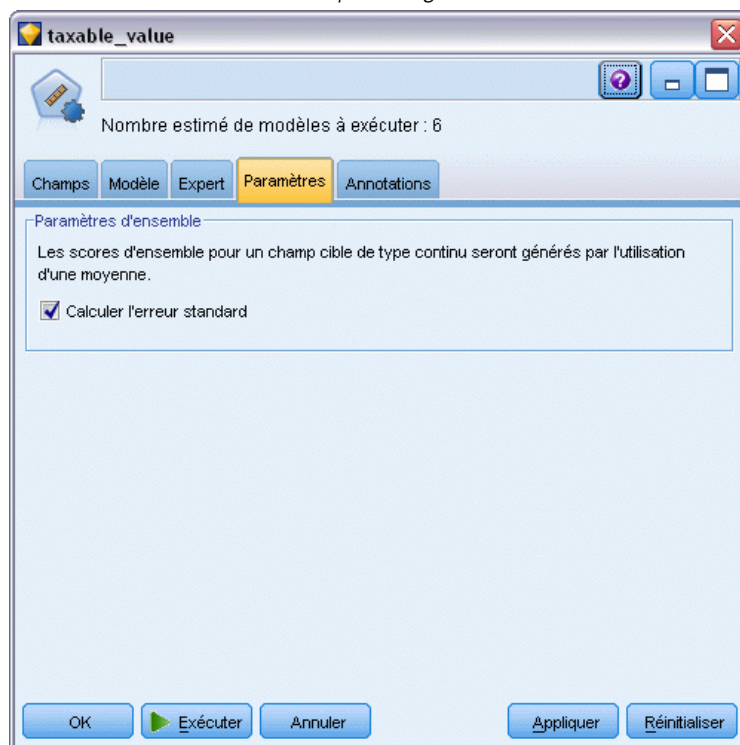 taxable_value
Nombre estimé de modèles à exécuter : 6
Champs Modèle Expert Paramètres Annotations
Paramètres d'ensemble
Les scores d'ensemble pour un champ cible de type continu seront générés par l'utilisation
d'une moyenne.
Calculer l'erreur standard
OK Exécuter Annuler Appliquer Réinitialiser